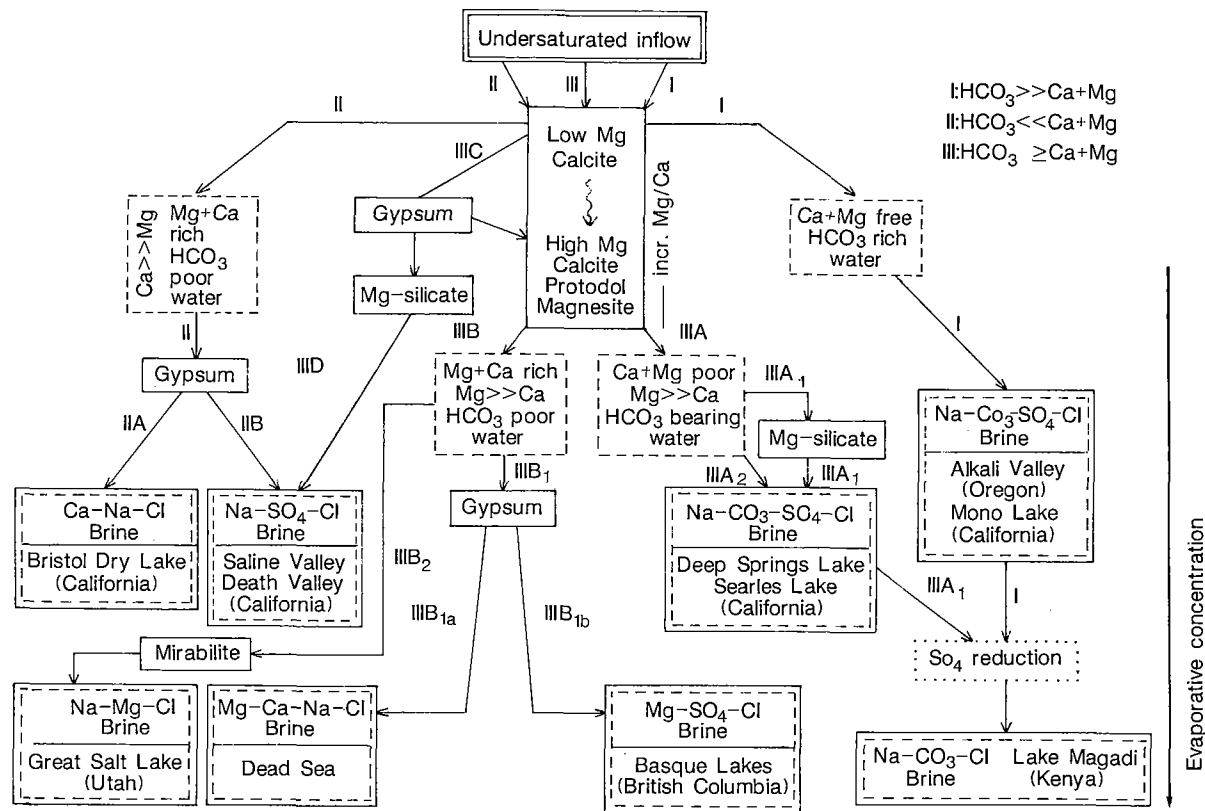 Undersaturated inflow
II
III
I
I:HCO₃>>Ca+Mg
II:HCO₃<<Ca+Mg
III:HCO₃ ≥Ca+Mg
II
I
Low Mg
Calcite
High Mg
Calcite
Protodol
Magnesite
incr. Mg/Ca
IIIC
Gypsum
Mg-silicate
IIID
Ca>>Mg
Mg+Ca
rich
HCO₃
poor
water
II
Gypsum
IIA
IIB
Ca+Mg free
HCO₃ rich
water
I
IIIB
IIIA
Mg+Ca rich
Mg>>Ca
HCO₃ poor
water
Ca+Mg poor
Mg>>Ca
HCO₃ bearing
water
IIIA₁
Mg-silicate
IIIA₂
IIIA₁
IIIB₁
Gypsum
IIIB₂
IIIB₁ₐ
IIIB₁b
Ca-Na-Cl
Brine
Bristol Dry Lake
(California)
Na-SO₄-Cl
Brine
Saline Valley
Death Valley
(California)
Na-CO₃-SO₄-Cl
Brine
Deep Springs Lake
Searles Lake
(California)
Na-Co₃-SO₄-Cl
Brine
Alkali Valley
(Oregon)
Mono Lake
(California)
IIIA₁
I
So₄ reduction
Mirabilite
Na-Mg-Cl
Brine
Great Salt Lake
(Utah)
Mg-Ca-Na-Cl
Brine
Dead Sea
Mg-SO₄-Cl
Brine
Basque Lakes
(British Columbia)
Na-CO₃-Cl
Brine
Lake Magadi
(Kenya)
Evaporative concentration